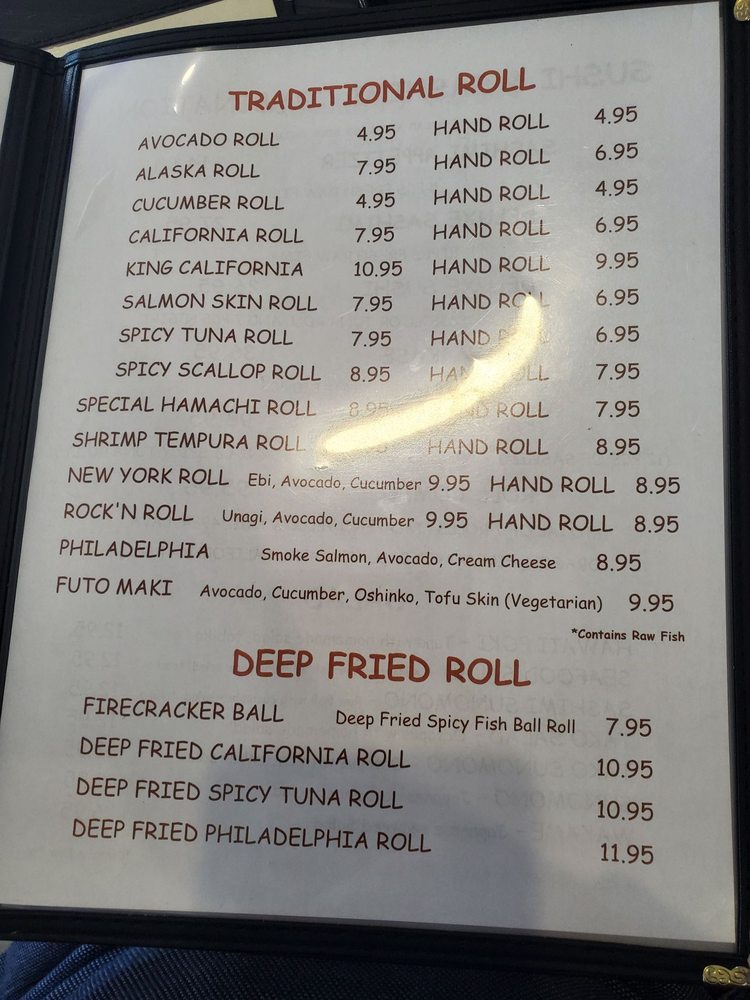 TRADITIONAL ROLL
AVOCADO ROLL 4.95 HAND ROLL 4.95
ALASKA ROLL 7.95 HAND ROLL 6.95
CUCUMBER ROLL 4.95 HAND ROLL 4.95
CALIFORNIA ROLL 7.95 HAND ROLL 6.95
KING CALIFORNIA 10.95 HAND ROLL 9.95
SALMON SKIN ROLL 7.95 HAND ROLL 6.95
SPICY TUNA ROLL 7.95 HAND ROLL 6.95
SPICY SCALLOP ROLL 8.95 HAND ROLL 7.95
SPECIAL HAMACHI ROLL 8.95 HAND ROLL 7.95
SHRIMP TEMPURA ROLL HAND ROLL 8.95
NEW YORK ROLL Ebi, Avocado, Cucumber 9.95 HAND ROLL 8.95
ROCK'N ROLL Unagi, Avocado, Cucumber 9.95 HAND ROLL 8.95
PHILADELPHIA Smoke Salmon, Avocado, Cream Cheese 8.95
FUTO MAKI Avocado, Cucumber, Oshinko, Tofu Skin (Vegetarian) 9.95
*Contains Raw Fish
DEEP FRIED ROLL
FIRECRACKER BALL Deep Fried Spicy Fish Ball Roll 7.95
DEEP FRIED CALIFORNIA ROLL 10.95
DEEP FRIED SPICY TUNA ROLL 10.95
DEEP FRIED PHILADELPHIA ROLL 11.95